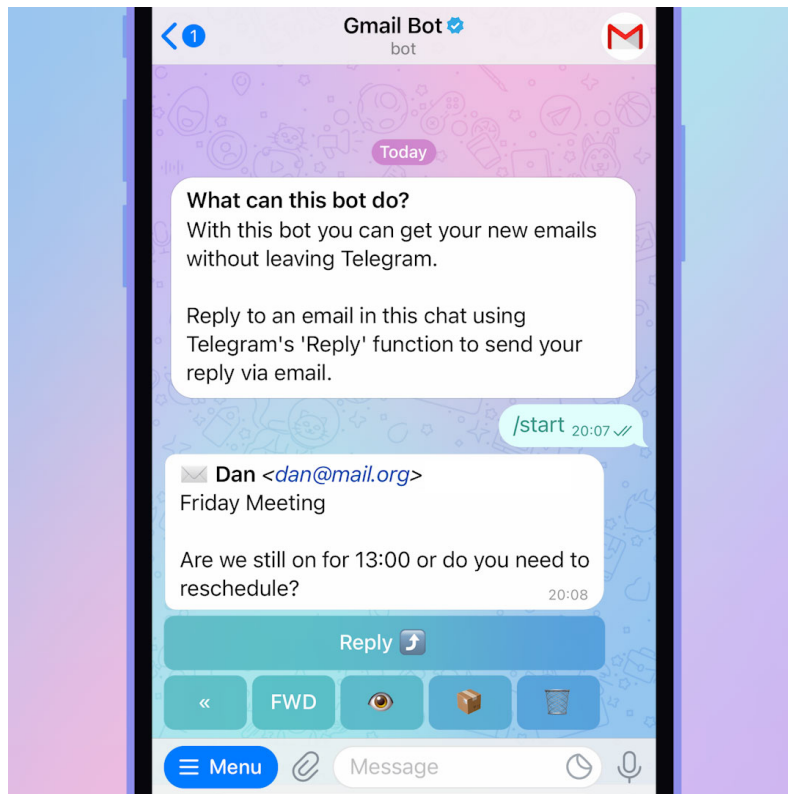 1
Gmail Bot
bot
Today
What can this bot do?
With this bot you can get your new emails
without leaving Telegram.
Reply to an email in this chat using
Telegram's 'Reply' function to send your
reply via email.
/start 20:07
Dan <dan@mail.org>
Friday Meeting
Are we still on for 13:00 or do you need to
reschedule?
20:08
Reply
« FWD
Menu Message